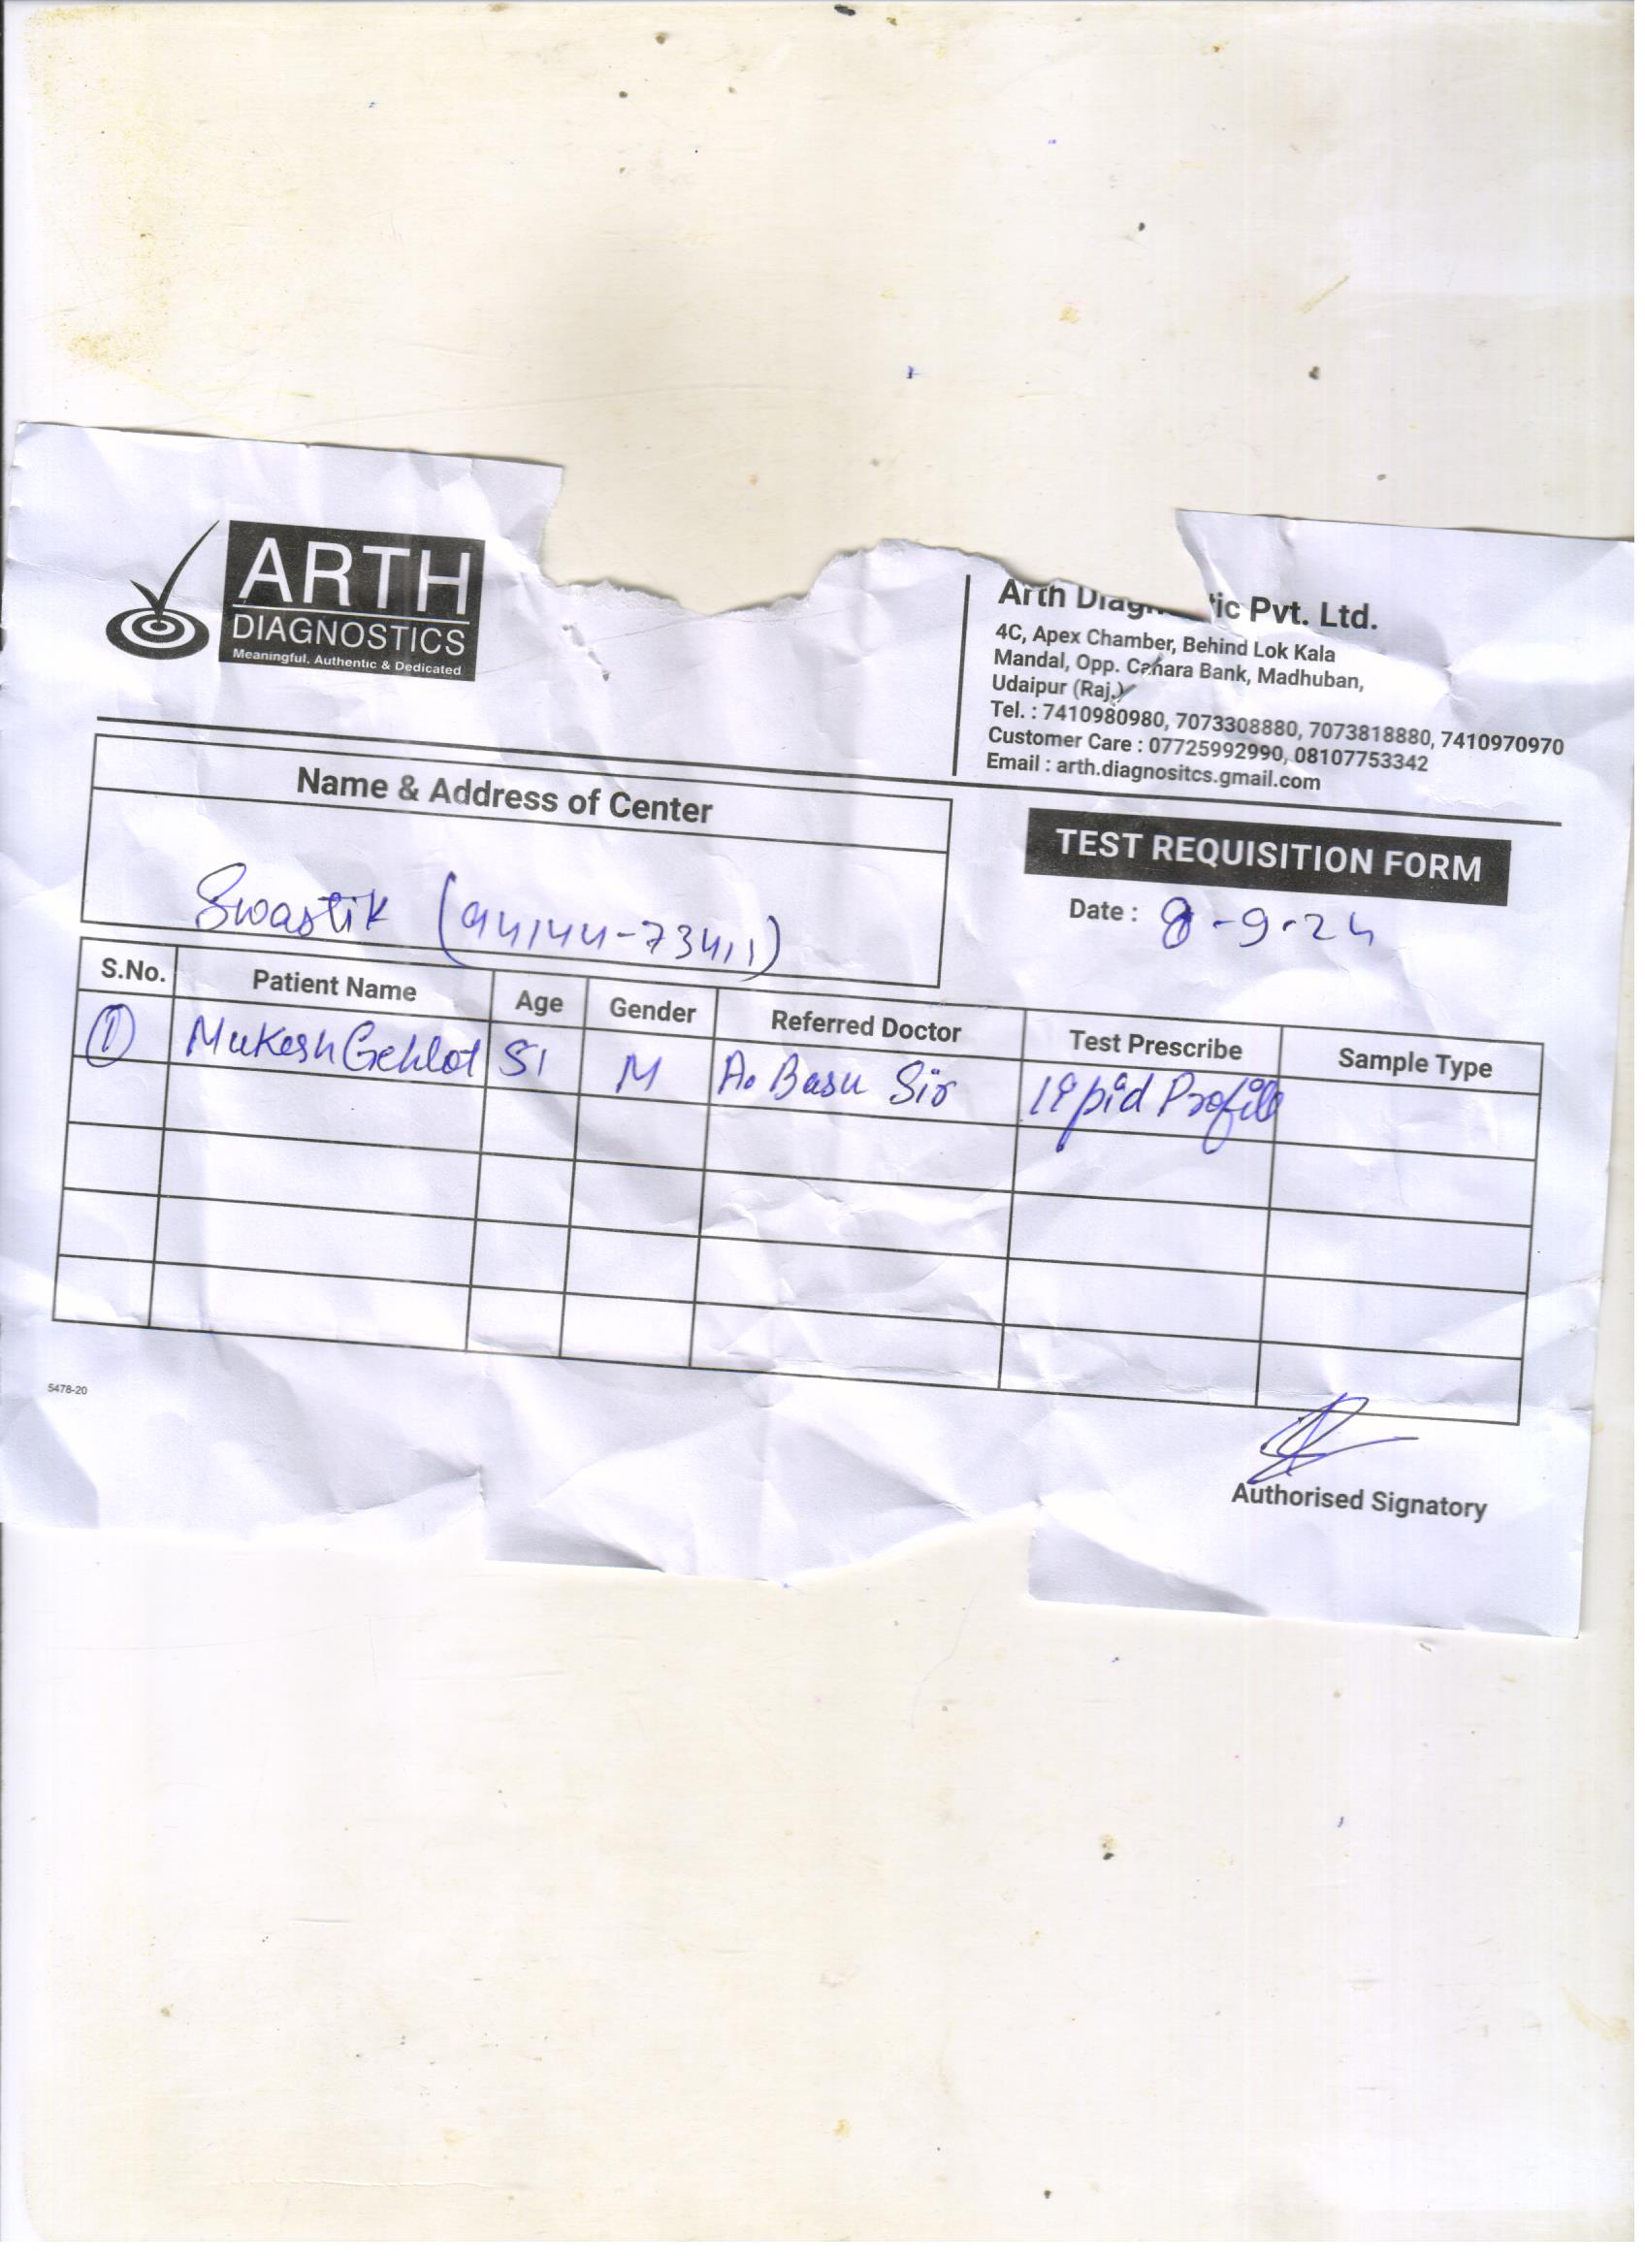 ARTH
DIAGNOSTICS
Meaningful, Authentic & Dedicated
Arth Diag tic Pvt. Ltd.
4C, Apex Chamber, Behind Lok Kala
Mandal, Opp. Canara Bank, Madhuban,
Udaipur (Raj.)
Tel. : 7410980980, 7073308880, 7073818880, 7410970970
Customer Care : 07725992990, 08107753342
Email : arth.diagnositcs.gmail.com
Name & Address of Center
Swastik (94144-73411)
TEST REQUISITION FORM
Date : 8-9-24
S.No. Patient Name Age Gender Referred Doctor Test Prescribe Sample Type
1 Mukesh Gehlot 51 M A. Basu Sir Lipid Profile
5478-20
Authorised Signatory